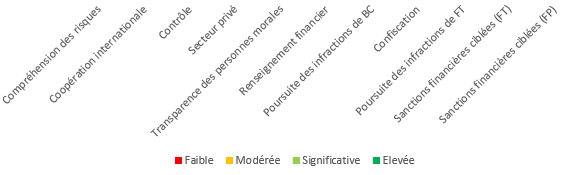 Compréhension des risques
Coopération internationale
Contrôle
Secteur privé
Transparence des personnes morales
Renseignement financier
Poursuite des infractions de BC
Confiscation
Poursuite des infractions de FT
Sanctions financières ciblées (FT)
Sanctions financières ciblées (FP)
Faible Modérée Significative Elevée